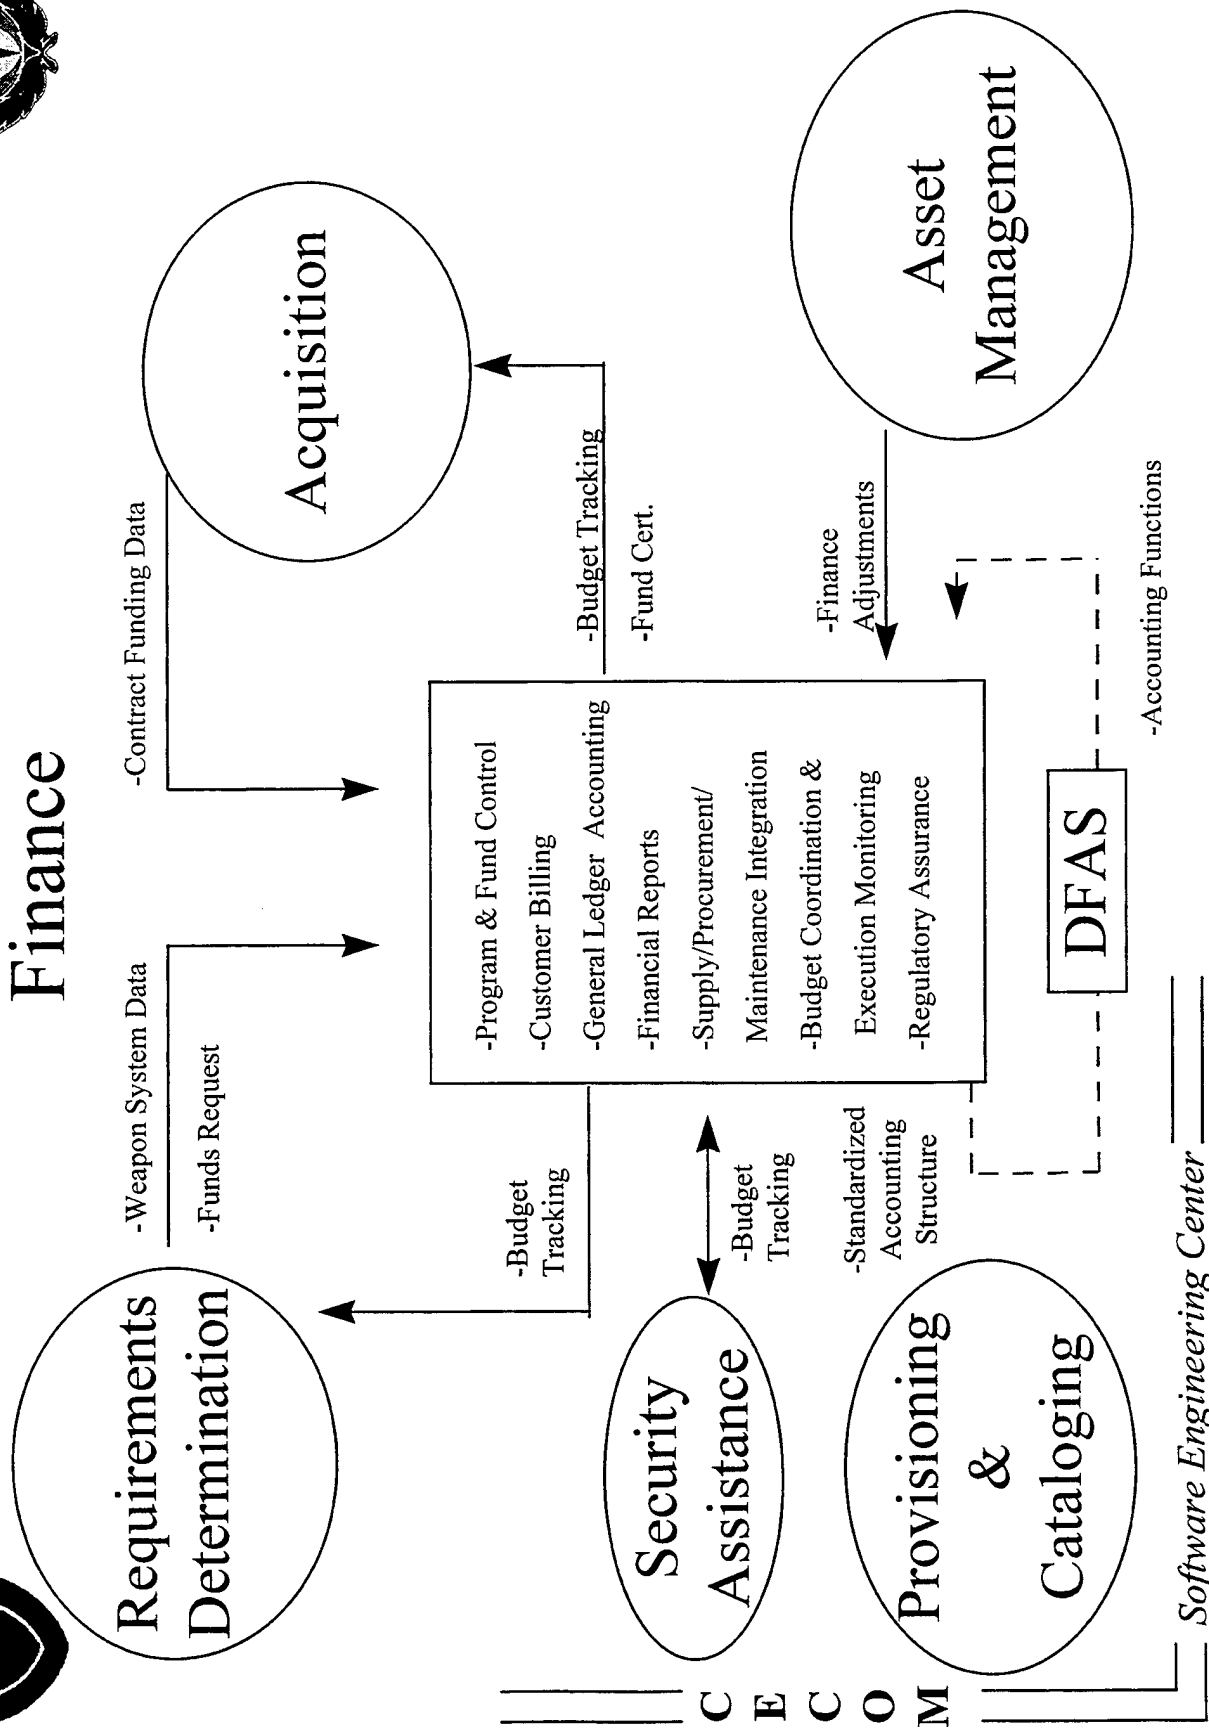 Finance
-Weapon System Data
-Funds Request
-Contract Funding Data
Requirements
Determination
Acquisition
-Budget
Tracking
-Budget Tracking
-Fund Cert.
-Program & Fund Control
-Customer Billing
-General Ledger Accounting
-Financial Reports
-Supply/Procurement/
Maintenance Integration
-Budget Coordination &
Execution Monitoring
-Regulatory Assurance
Security
Assistance
-Budget
Tracking
-Finance
Adjustments
Asset
Management
-Standardized
Accounting
Structure
Provisioning
&
Cataloging
DFAS
-Accounting Functions
C
E
C
O
M
Software Engineering Center